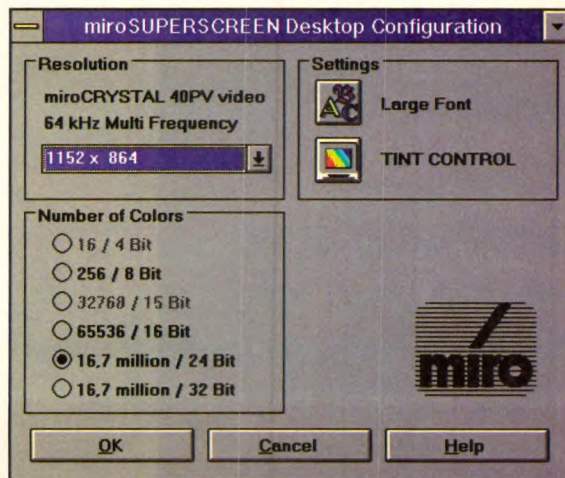 miroSUPERSCREEN Desktop Configuration
Resolution
miroCRYSTAL 40PV video
64 kHz Multi Frequency
1152 x 864
Settings
Large Font
TINT CONTROL
Number of Colors
16 / 4 Bit
256 / 8 Bit
32768 / 15 Bit
65536 / 16 Bit
16,7 million / 24 Bit
16,7 million / 32 Bit
miro
OK
Cancel
Help